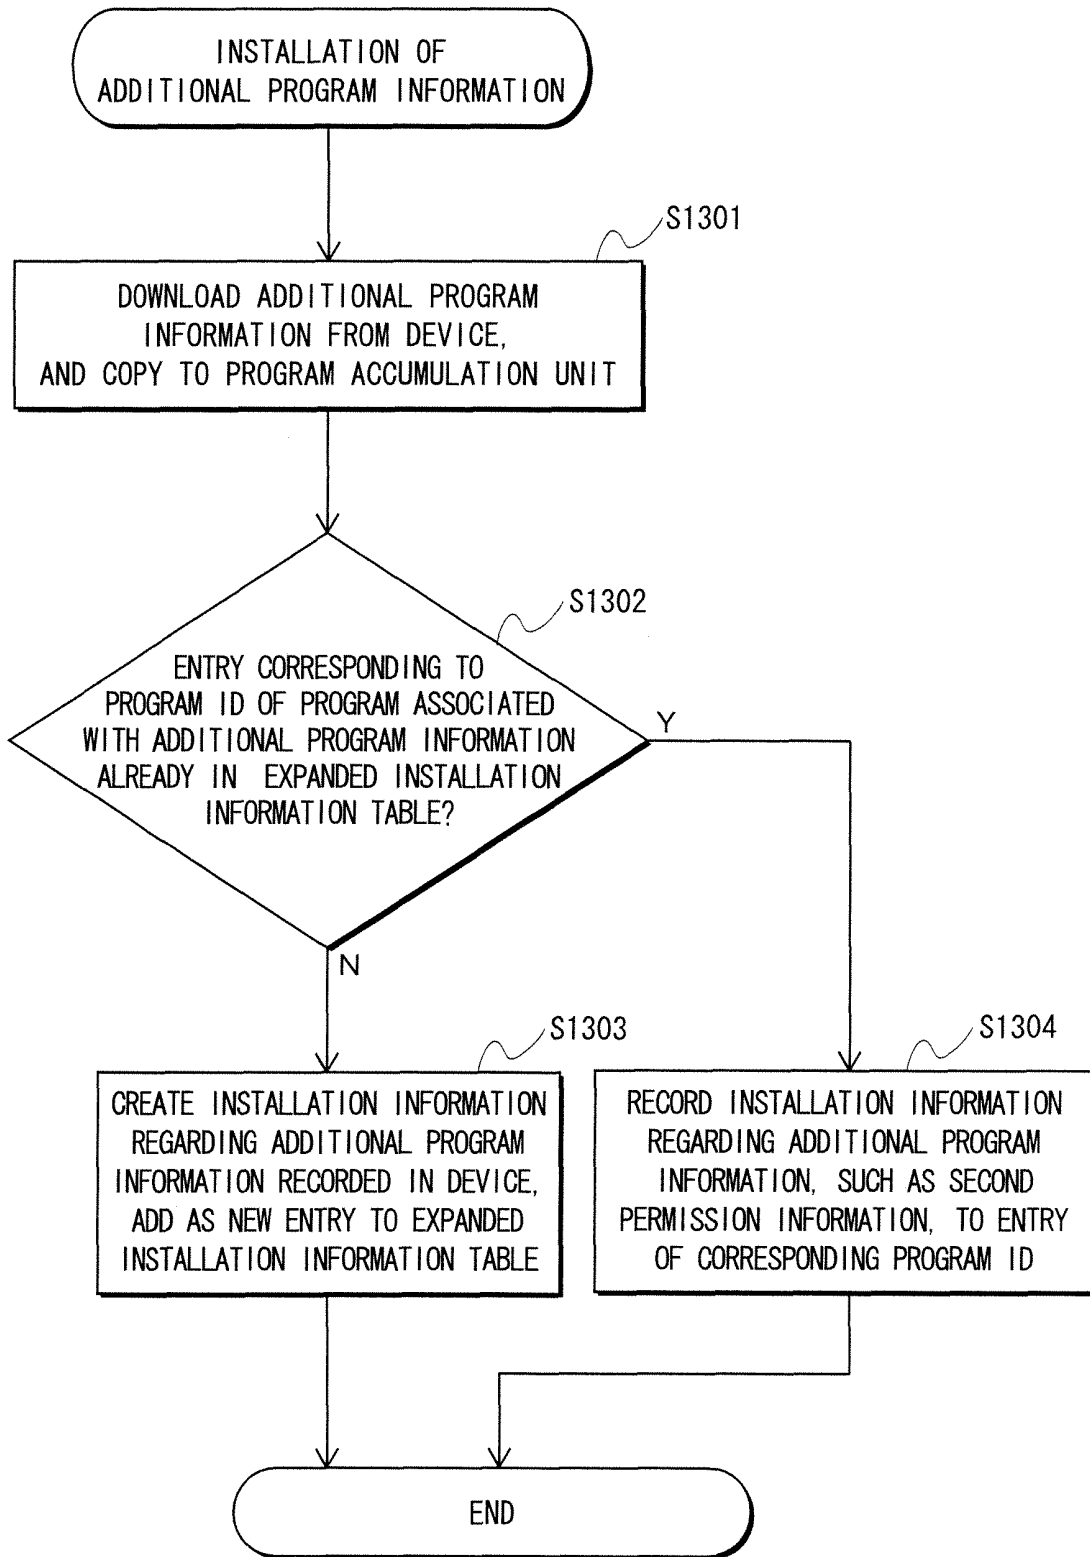 INSTALLATION OF
ADDITIONAL PROGRAM INFORMATION
S1301
DOWNLOAD ADDITIONAL PROGRAM
INFORMATION FROM DEVICE,
AND COPY TO PROGRAM ACCUMULATION UNIT
S1302
ENTRY CORRESPONDING TO
PROGRAM ID OF PROGRAM ASSOCIATED
WITH ADDITIONAL PROGRAM INFORMATION
ALREADY IN EXPANDED INSTALLATION
INFORMATION TABLE?
Y
N
S1303
CREATE INSTALLATION INFORMATION
REGARDING ADDITIONAL PROGRAM
INFORMATION RECORDED IN DEVICE,
ADD AS NEW ENTRY TO EXPANDED
INSTALLATION INFORMATION TABLE
S1304
RECORD INSTALLATION INFORMATION
REGARDING ADDITIONAL PROGRAM
INFORMATION, SUCH AS SECOND
PERMISSION INFORMATION, TO ENTRY
OF CORRESPONDING PROGRAM ID
END